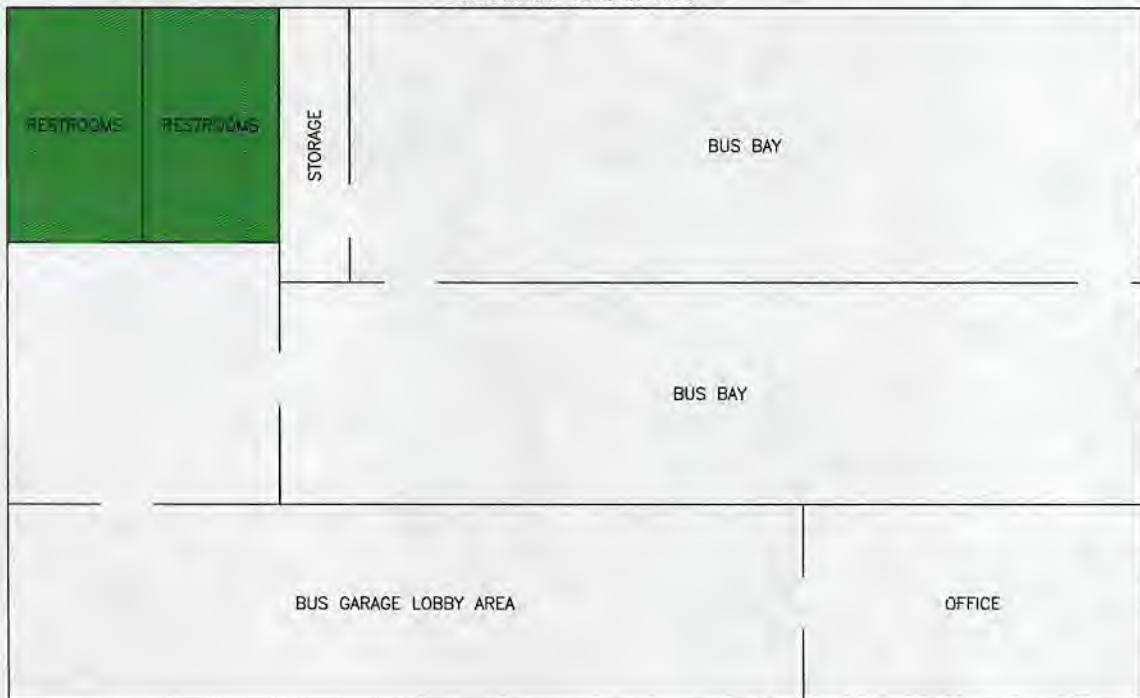 RESTROOMS
RESTROOMS
STORAGE
BUS BAY
BUS BAY
BUS GARAGE LOBBY AREA
OFFICE